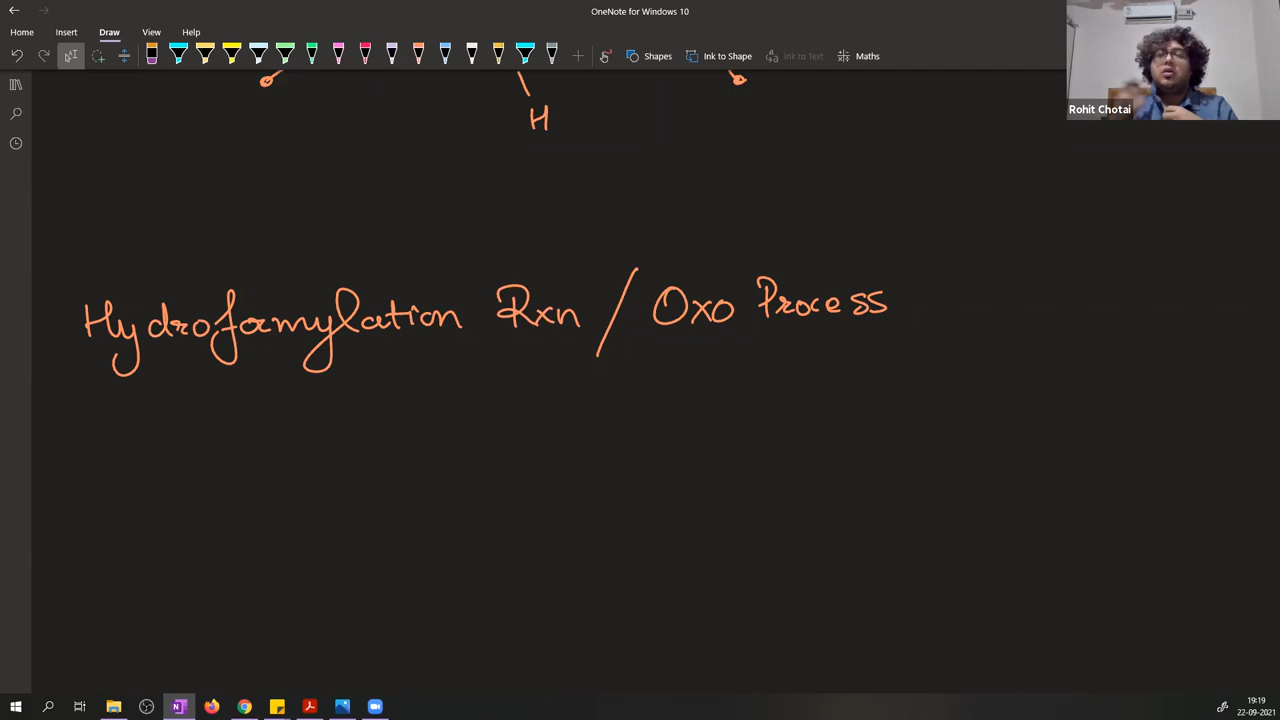 OneNote for Windows 10
Home Insert Draw View Help
Shapes Ink to Shape Ink to Text Maths
Rohit Chotai
H
Hydroformylation Rxn / Oxo Process
19:19
22-09-2021